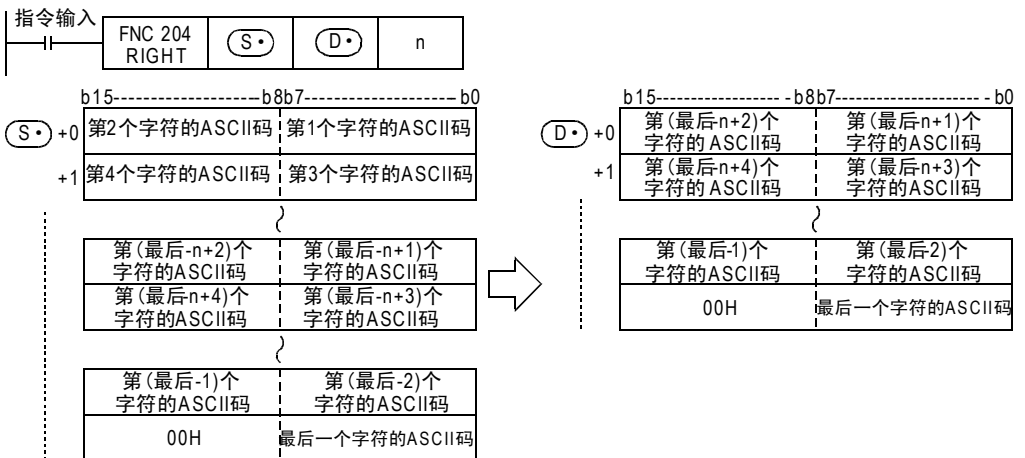 指令输入
FNC 204
RIGHT
S•
D•
n
b15--------------------b8b7--------------------- b0
S• +0
第2个字符的ASCII码 第1个字符的ASCII码
+1
第4个字符的ASCII码 第3个字符的ASCII码
第(最后-n+2)个
字符的ASCII码
第(最后-n+1)个
字符的ASCII码
第(最后n+4)个
字符的ASCII码
第(最后-n+3)个
字符的ASCII码
第(最后-1)个
字符的ASCII码
第(最后-2)个
字符的ASCII码
00H
最后一个字符的ASCII码
b15----------------- - b8b7--------------------- - b0
D• +0
第(最后n+2)个
字符的ASCII码
第(最后n+1)个
字符的ASCII码
+1
第(最后n+4)个
字符的ASCII码
第(最后n+3)个
字符的ASCII码
第(最后-1)个
字符的ASCII码
第(最后-2)个
字符的ASCII码
00H
最后一个字符的ASCII码